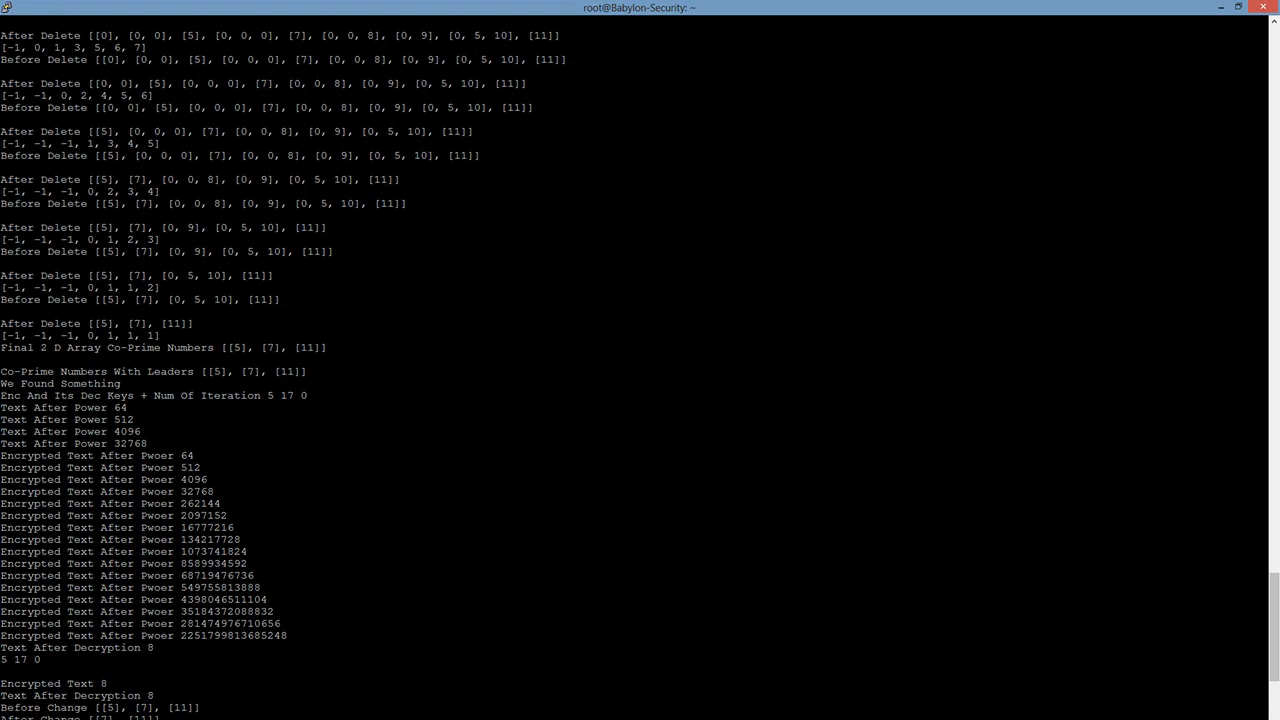 root@Babylon-Security: ~
After Delete [[0], [0, 0], [5], [0, 0, 0], [7], [0, 0, 8], [0, 9], [0, 5, 10], [11]]
[-1, 0, 1, 3, 5, 6, 7]
Before Delete [[0], [0, 0], [5], [0, 0, 0], [7], [0, 0, 8], [0, 9], [0, 5, 10], [11]]
After Delete [[0, 0], [5], [0, 0, 0], [7], [0, 0, 8], [0, 9], [0, 5, 10], [11]]
[-1, -1, 0, 2, 4, 5, 6]
Before Delete [[0, 0], [5], [0, 0, 0], [7], [0, 0, 8], [0, 9], [0, 5, 10], [11]]
After Delete [[5], [0, 0, 0], [7], [0, 0, 8], [0, 9], [0, 5, 10], [11]]
[-1, -1, -1, 1, 3, 4, 5]
Before Delete [[5], [0, 0, 0], [7], [0, 0, 8], [0, 9], [0, 5, 10], [11]]
After Delete [[5], [7], [0, 0, 8], [0, 9], [0, 5, 10], [11]]
[-1, -1, -1, 0, 2, 3, 4]
Before Delete [[5], [7], [0, 0, 8], [0, 9], [0, 5, 10], [11]]
After Delete [[5], [7], [0, 9], [0, 5, 10], [11]]
[-1, -1, -1, 0, 1, 2, 3]
Before Delete [[5], [7], [0, 9], [0, 5, 10], [11]]
After Delete [[5], [7], [0, 5, 10], [11]]
[-1, -1, -1, 0, 1, 1, 2]
Before Delete [[5], [7], [0, 5, 10], [11]]
After Delete [[5], [7], [11]]
[-1, -1, -1, 0, 1, 1, 1]
Final 2 D Array Co-Prime Numbers [[5], [7], [11]]
Co-Prime Numbers With Leaders [[5], [7], [11]]
We Found Something
Enc And Its Dec Keys + Num Of Iteration 5 17 0
Text After Power 64
Text After Power 512
Text After Power 4096
Text After Power 32768
Encrypted Text After Pwoer 64
Encrypted Text After Pwoer 512
Encrypted Text After Pwoer 4096
Encrypted Text After Pwoer 32768
Encrypted Text After Pwoer 262144
Encrypted Text After Pwoer 2097152
Encrypted Text After Pwoer 16777216
Encrypted Text After Pwoer 134217728
Encrypted Text After Pwoer 1073741824
Encrypted Text After Pwoer 8589934592
Encrypted Text After Pwoer 68719476736
Encrypted Text After Pwoer 549755813888
Encrypted Text After Pwoer 4398046511104
Encrypted Text After Pwoer 35184372088832
Encrypted Text After Pwoer 281474976710656
Encrypted Text After Pwoer 2251799813685248
Text After Decryption 8
5 17 0
Encrypted Text 8
Text After Decryption 8
Before Change [[5], [7], [11]]
After Change [[7], [11]]